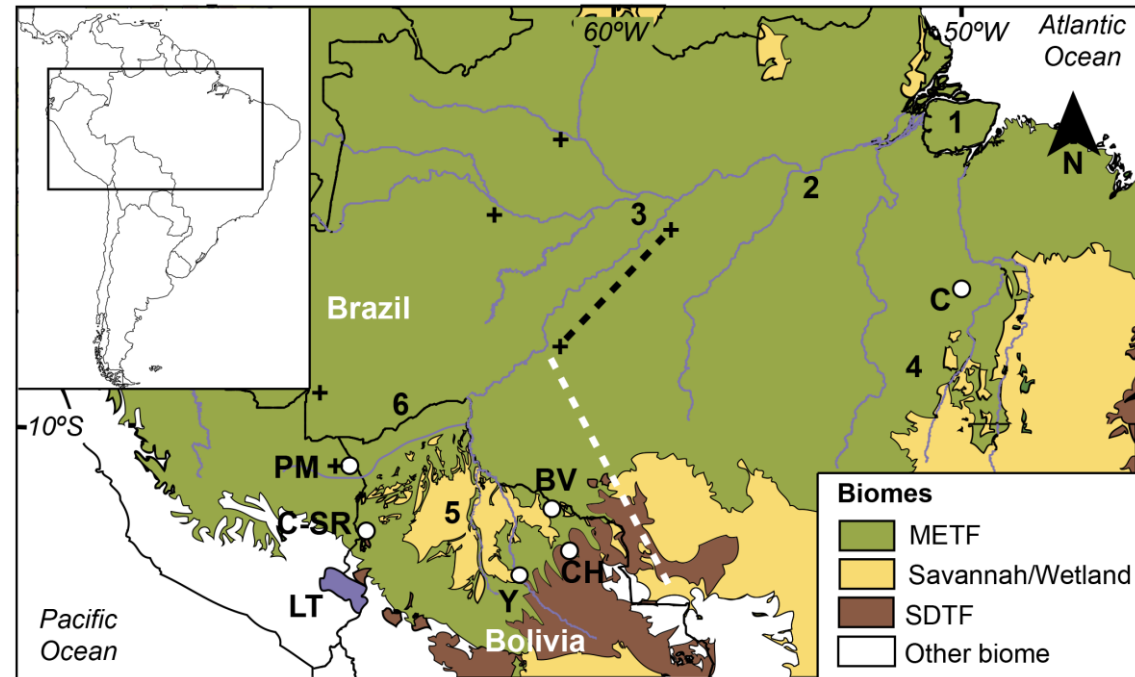 60ºW
50ºW
Atlantic
Ocean
1
N
2
3
Brazil
C
4
6
10ºS
PM
BV
5
C-SR
CH
LT
Y
Bolivia
Pacific
Ocean
Biomes
METF
Savannah/Wetland
SDTF
Other biome